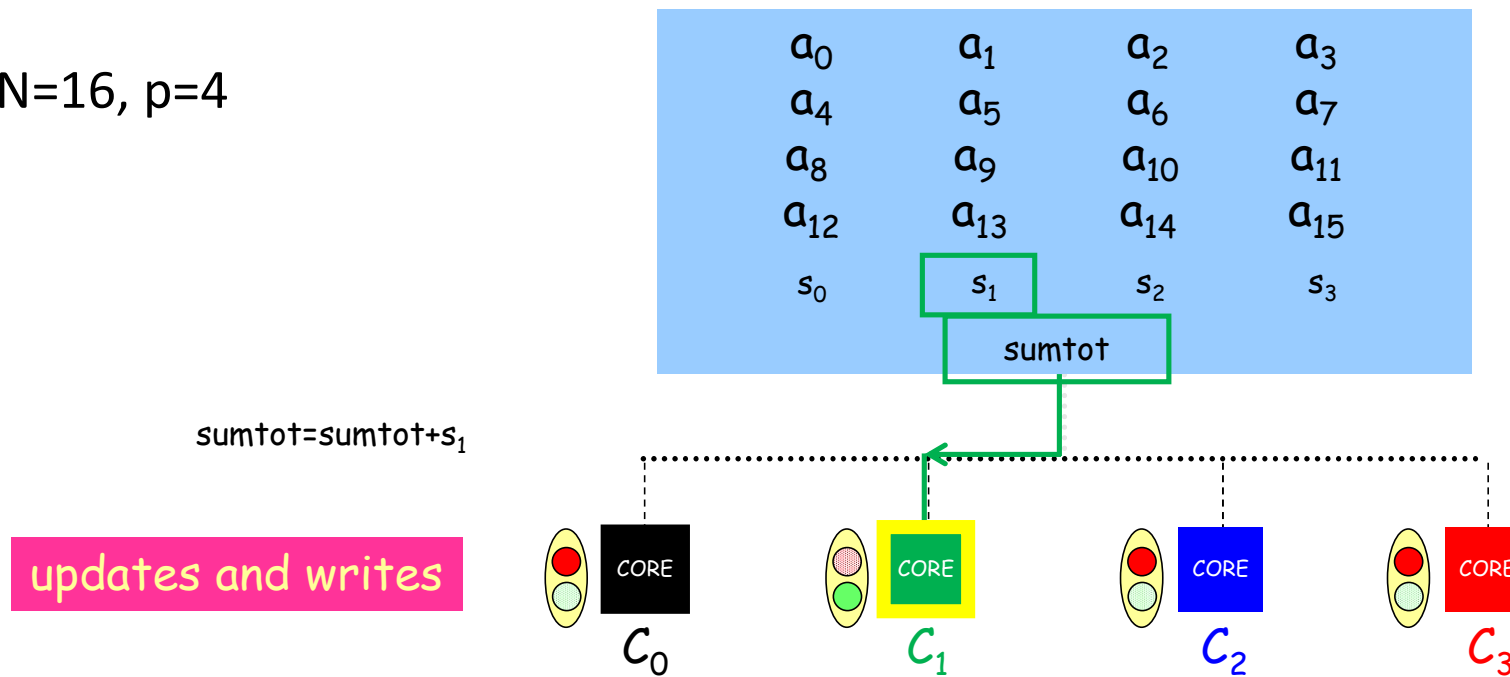 N=16, p=4
a₀ a₁ a₂ a₃
a₄ a₅ a₆ a₇
a₈ a₉ a₁₀ a₁₁
a₁₂ a₁₃ a₁₄ a₁₅
s₀ s₁ s₂ s₃
sumtot
sumtot=sumtot+s₁
updates and writes
CORE CORE CORE CORE
C₀ C₁ C₂ C₃